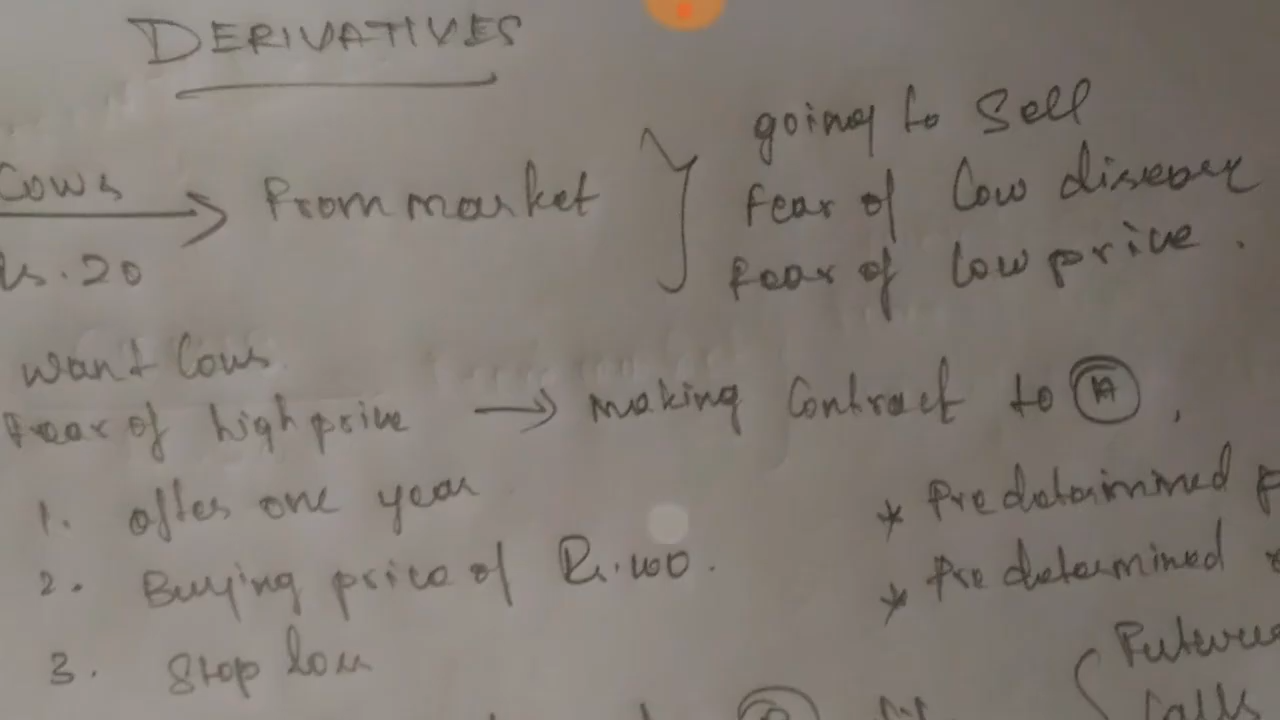 DERIVATIVES
going to Sell
Cows → From market
Fear of Cow disease
Rs. 20
Fear of low price.
Want Cows
Fear of high price → Making Contract to Ⓐ,
1. after one year
* Predetermined
2. Buying price of Rs. 100.
* Predetermined
3. Stop loss
Futures
Calls